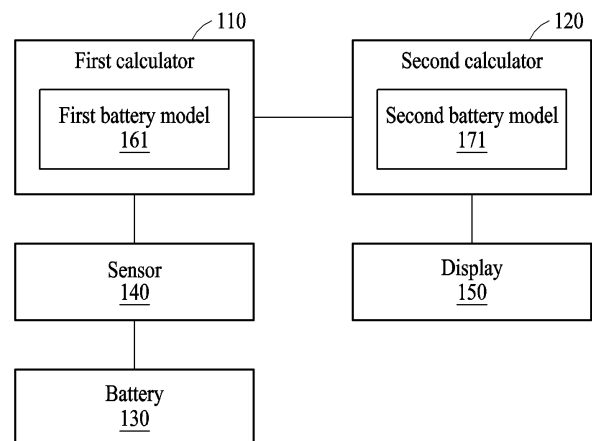 110
First calculator
First battery model
161
120
Second calculator
Second battery model
171
Sensor
140
Display
150
Battery
130